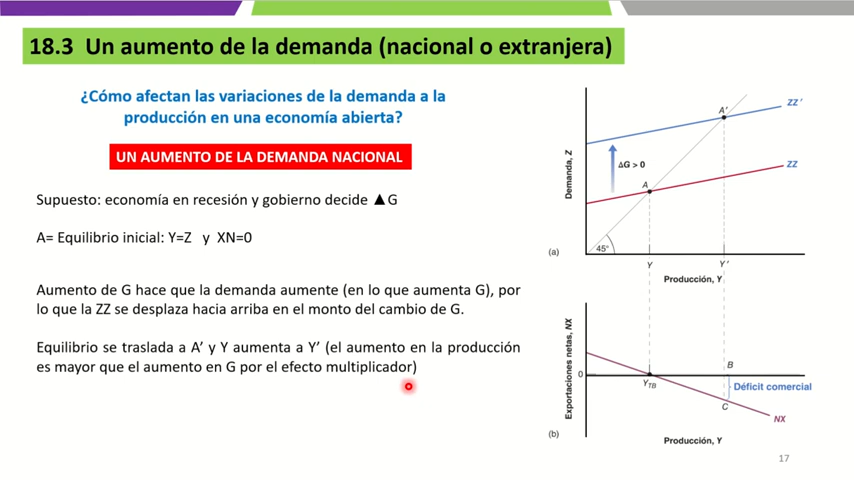 18.3 Un aumento de la demanda (nacional o extranjera)
¿Cómo afectan las variaciones de la demanda a la
producción en una economía abierta?
UN AUMENTO DE LA DEMANDA NACIONAL
Supuesto: economía en recesión y gobierno decide ▲G
A= Equilibrio inicial: Y=Z y XN=0
Aumento de G hace que la demanda aumente (en lo que aumenta G), por
lo que la ZZ se desplaza hacia arriba en el monto del cambio de G.
Equilibrio se traslada a A’ y Y aumenta a Y’ (el aumento en la producción
es mayor que el aumento en G por el efecto multiplicador)
Demanda, Z
ZZ'
A'
ΔG > 0
ZZ
A
45°
(a)
Y
Y'
Producción, Y
Exportaciones netas, NX
0
Y_TB
B
Déficit comercial
C
NX
(b)
Producción, Y
17